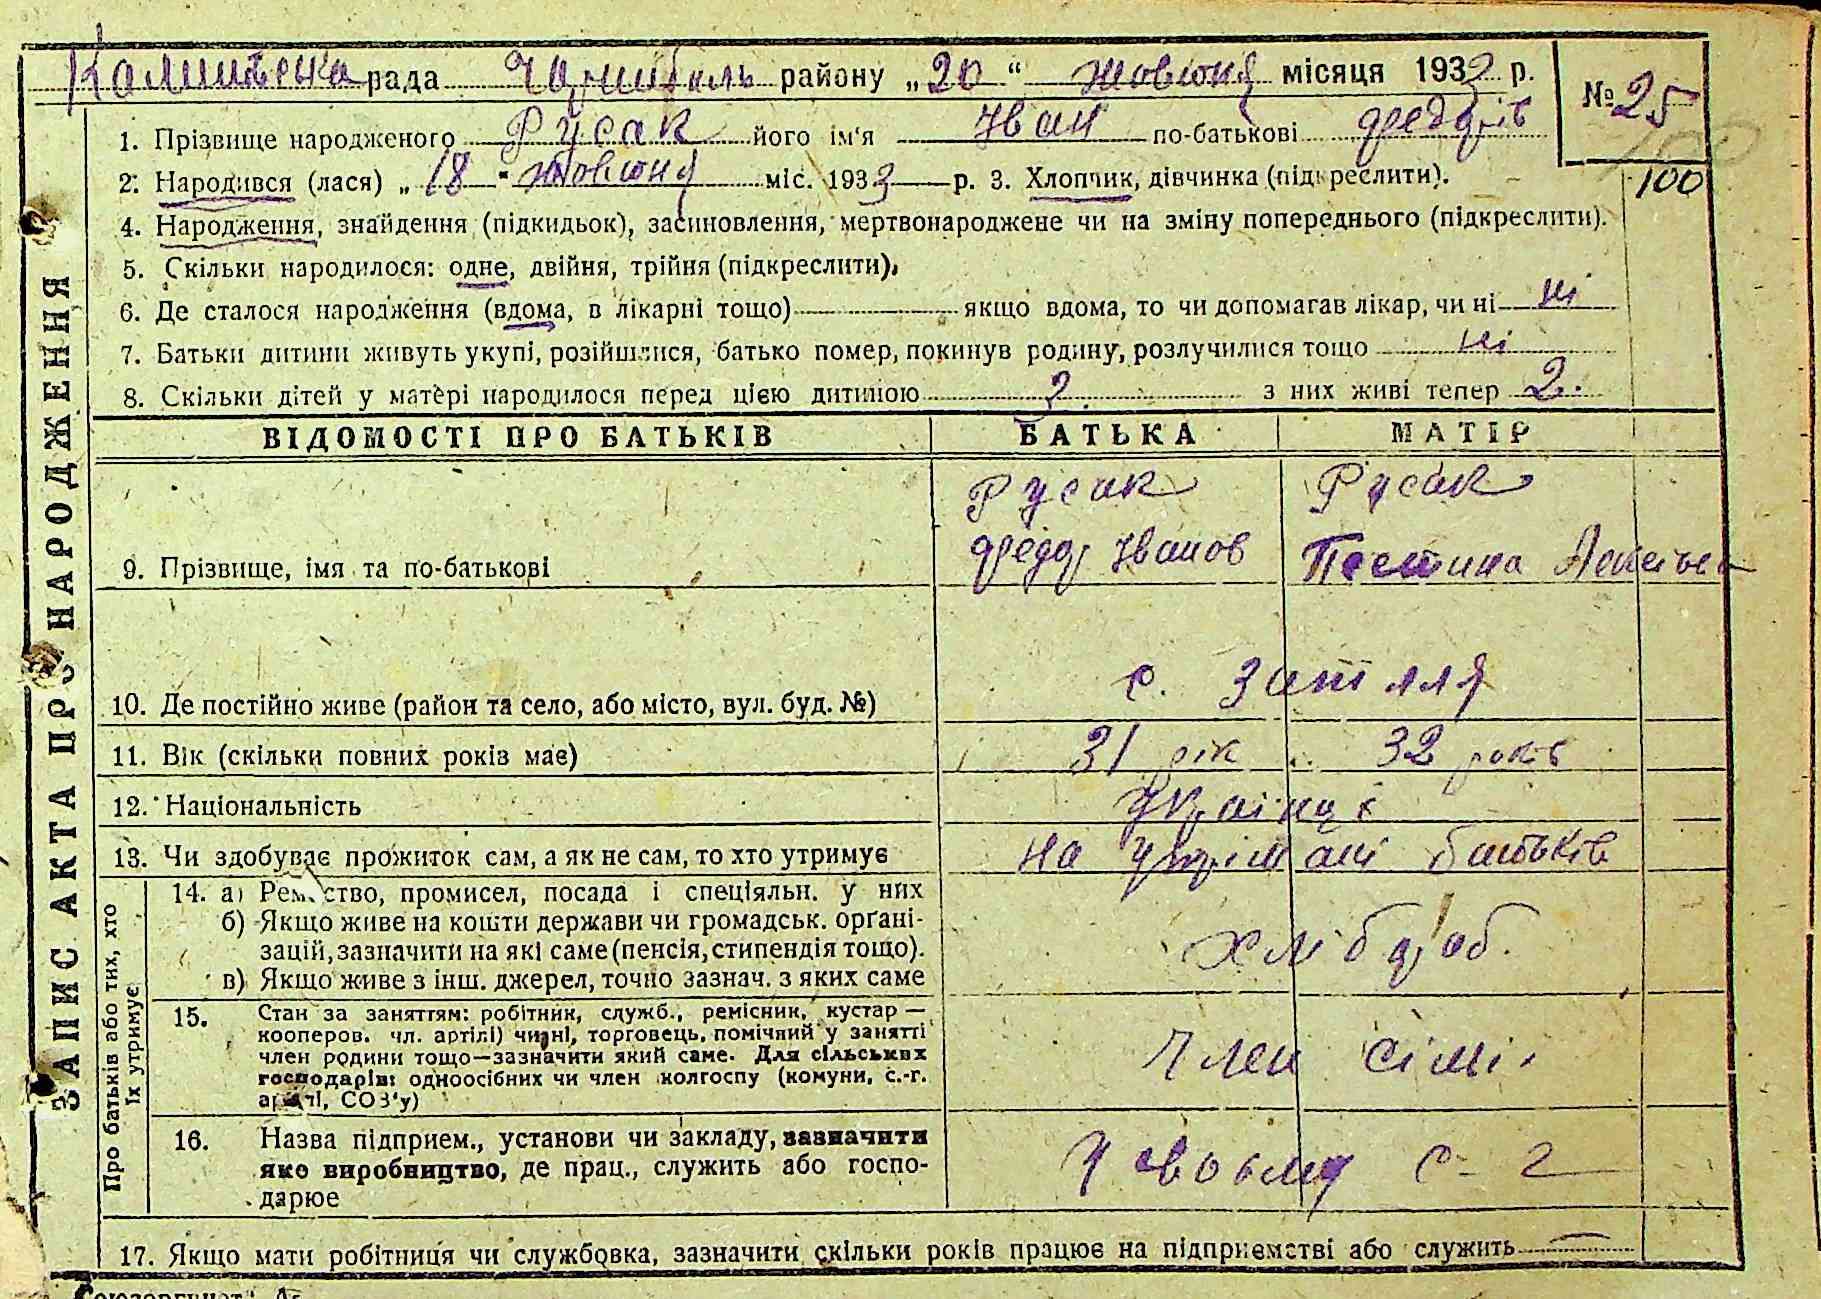 рада Чорнибиль району „20“ жовтня місяця 1933 р.
№ 25
1. Прізвище народженого Русак його ім'я Іван по-батькові Федорів
2. Народився (лася) „18" жовтня міс. 1933 р. 3. Хлопчик, дівчинка (підкреслити).
100
4. Народження, знайдення (підкидьок), засиновлення, мертвонароджене чи на зміну попереднього (підкреслити).
5. Скільки народилося: одне, двійня, трійня (підкреслити),
6. Де сталося народження (вдома, в лікарні тощо) якщо вдома, то чи допомагав лікар, чи ні ні
7. Батьки дитини живуть укупі, розійшлися, батько помер, покинув родину, розлучилися тощо ні
8. Скільки дітей у матері народилося перед цією дитиною 2. з них живі тепер 2.
ЗАПИС АКТА ПРО НАРОДЖЕННЯ
ВІДОМОСТІ ПРО БАТЬКІВ БАТЬКА МАТІР
Русак Русак
9. Прізвище, імя та по-батькові Федор Іванов
10. Де постійно живе (район та село, або місто, вул. буд. №) с. Затілля
11. Вік (скільки повних років має) 31 рік 32 років
12. Національність Українці
13. Чи здобуває прожиток сам, а як не сам, то хто утримує на утрімані батьків
Про батьків або тих, хто їх утримує
14. а) Ремество, промисел, посада і спеціяльн. у них
б) Якщо живе на кошти держави чи громадськ. орґані-
зацій, зазначити на які саме (пенсія, стипендія тощо). хлібороб.
в) Якщо живе з інш. джерел, точно зазнач. з яких саме
15. Стан за заняттям: робітник, служб., ремісник, кустар —
кооперов. чл. артілі) чи ні, торговець, помічний у занятті
член родини тощо—зазначити який саме. Для сільських член сімі
господарів: одноосібних чи член колгоспу (комуни, с.-г.
артілі, СОЗ'у)
16. Назва підприєм., установи чи закладу, зазначити
яке виробництво, де прац., служить або госпо- У своьму с-г
дарює
17. Якщо мати робітниця чи службовка, зазначити скільки років працює на підприємстві або служить —